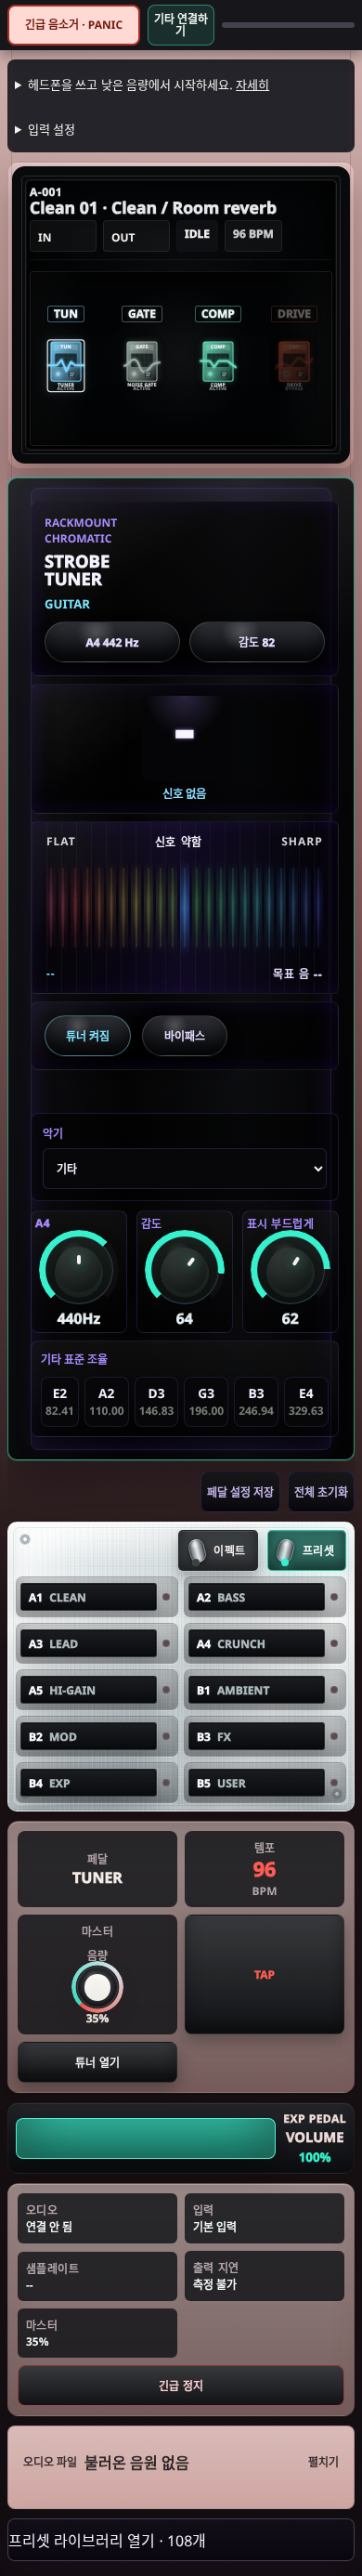 긴급 음소거 · PANIC
기타 연결하
기
▶ 헤드폰을 쓰고 낮은 음량에서 시작하세요. 자세히
▶ 입력 설정
A-001
Clean 01 · Clean / Room reverb
IN OUT IDLE 96 BPM
TUN GATE COMP DRIVE
TUN GATE COMP
TUNER NOISE GATE COMP DRIVE
ACTIVE ACTIVE ACTIVE BYPASS
RACKMOUNT
CHROMATIC
STROBE
TUNER
GUITAR
A4 442 Hz 감도 82
신호 없음
FLAT 신호 약함 SHARP
-- 목표 음 --
튜너 켜짐 바이패스
악기
기타
A4 감도 표시 부드럽게
440Hz 64 62
기타 표준 조율
E2 A2 D3 G3 B3 E4
82.41 110.00 146.83 196.00 246.94 329.63
페달 설정 저장 전체 초기화
이펙트 프리셋
A1 CLEAN A2 BASS
A3 LEAD A4 CRUNCH
A5 HI-GAIN B1 AMBIENT
B2 MOD B3 FX
B4 EXP B5 USER
페달
TUNER
템포
96
BPM
마스터
음량
35%
TAP
튜너 열기
EXP PEDAL
VOLUME
100%
오디오
연결 안 됨
입력
기본 입력
샘플레이트
--
출력 지연
측정 불가
마스터
35%
긴급 정지
오디오 파일 불러온 음원 없음 펼치기
프리셋 라이브러리 열기 · 108개